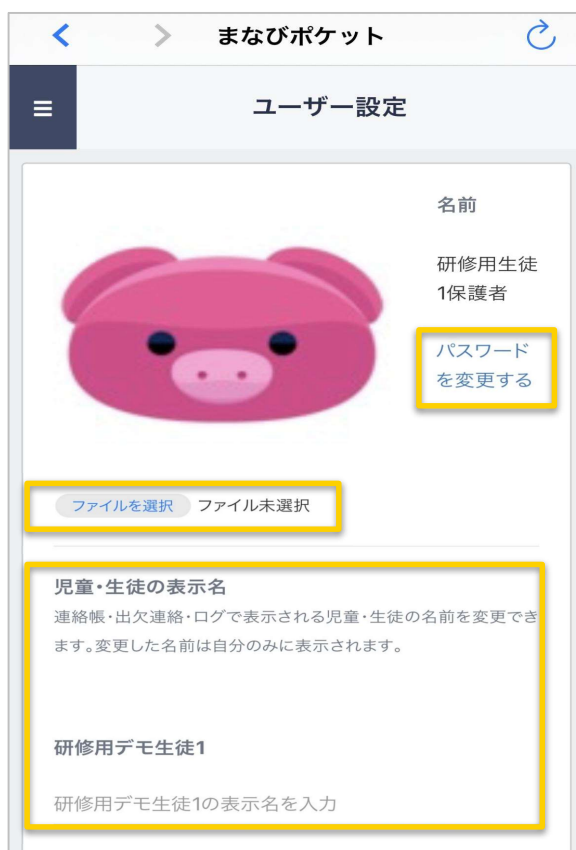 まなびポケット
ユーザー設定
名前
研修用生徒
1保護者
パスワード
を変更する
ファイルを選択 ファイル未選択
児童・生徒の表示名
連絡帳・出欠連絡・ログで表示される児童・生徒の名前を変更でき
ます。変更した名前は自分のみに表示されます。
研修用デモ生徒1
研修用デモ生徒1の表示名を入力